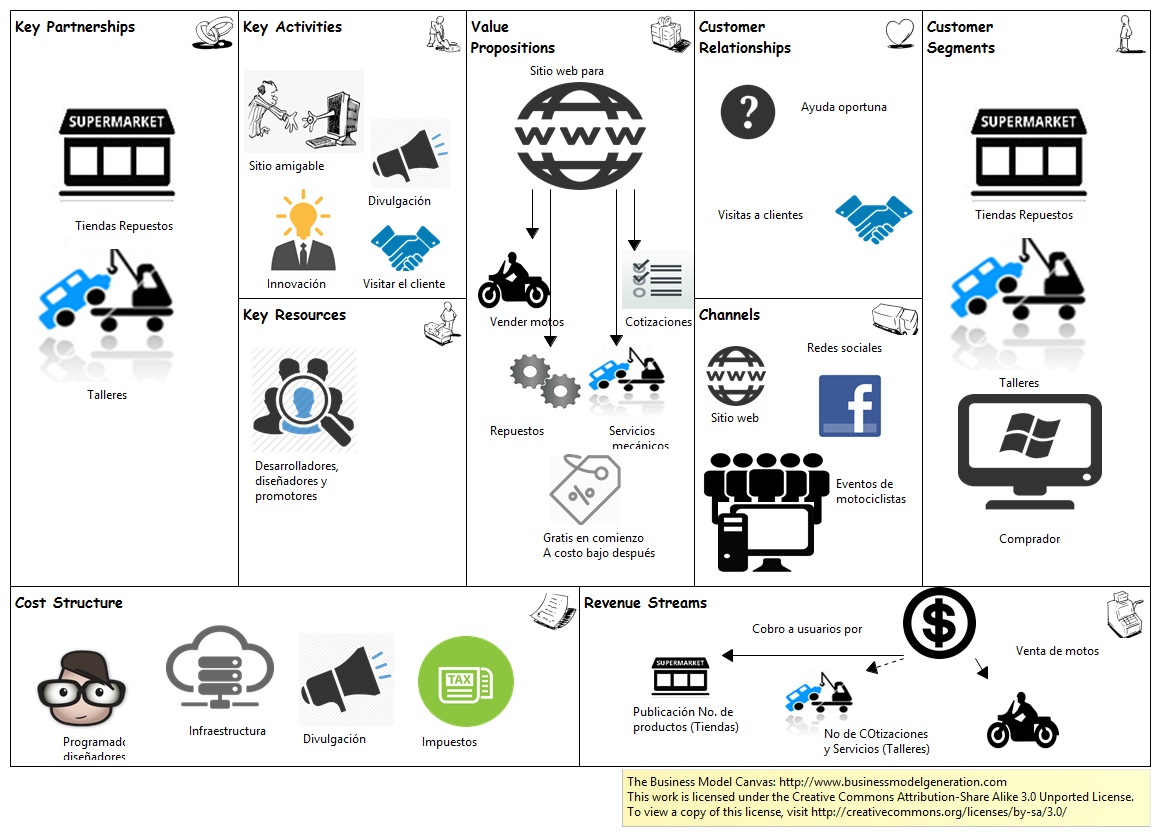 Key Partnerships
SUPERMARKET
Tiendas Repuestos
Talleres
Key Activities
Sitio amigable
Divulgación
Innovación
Visitar el cliente
Key Resources
Desarrolladores,
diseñadores y
promotores
Value
Propositions
Sitio web para
www
Vender motos
Cotizaciones
Repuestos
Servicios
mecánicos
%
Gratis en comienzo
A costo bajo después
Customer
Relationships
?
Ayuda oportuna
Visitas a clientes
Channels
Redes sociales
www
Sitio web
f
Eventos de
motociclistas
Customer
Segments
SUPERMARKET
Tiendas Repuestos
Talleres
Comprador
Cost Structure
Programado
diseñadores
Infraestructura
Divulgación
TAX
Impuestos
Revenue Streams
$
Cobro a usuarios por
Venta de motos
SUPERMARKET
Publicación No. de
productos (Tiendas)
No de COtizaciones
y Servicios (Talleres)
The Business Model Canvas: http://www.businessmodelgeneration.com
This work is licensed under the Creative Commons Attribution-Share Alike 3.0 Unported License.
To view a copy of this license, visit http://creativecommons.org/licenses/by-sa/3.0/